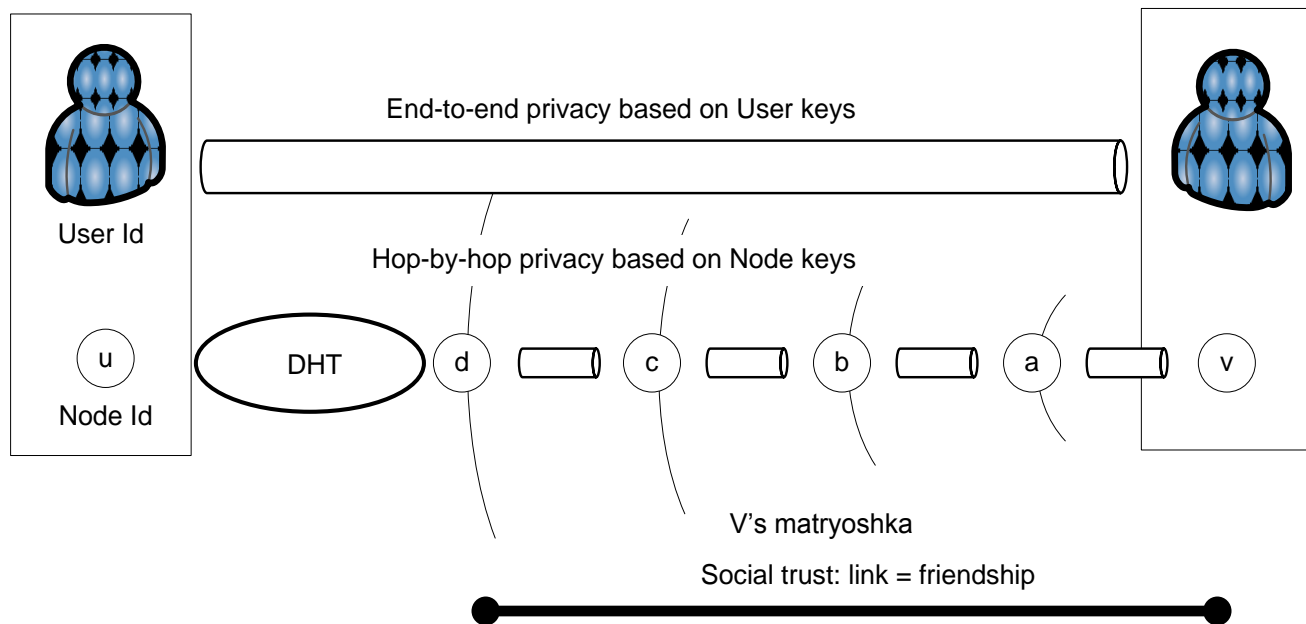 End-to-end privacy based on User keys
User Id
Hop-by-hop privacy based on Node keys
u
DHT
d
c
b
a
v
Node Id
V’s matryoshka
Social trust: link = friendship